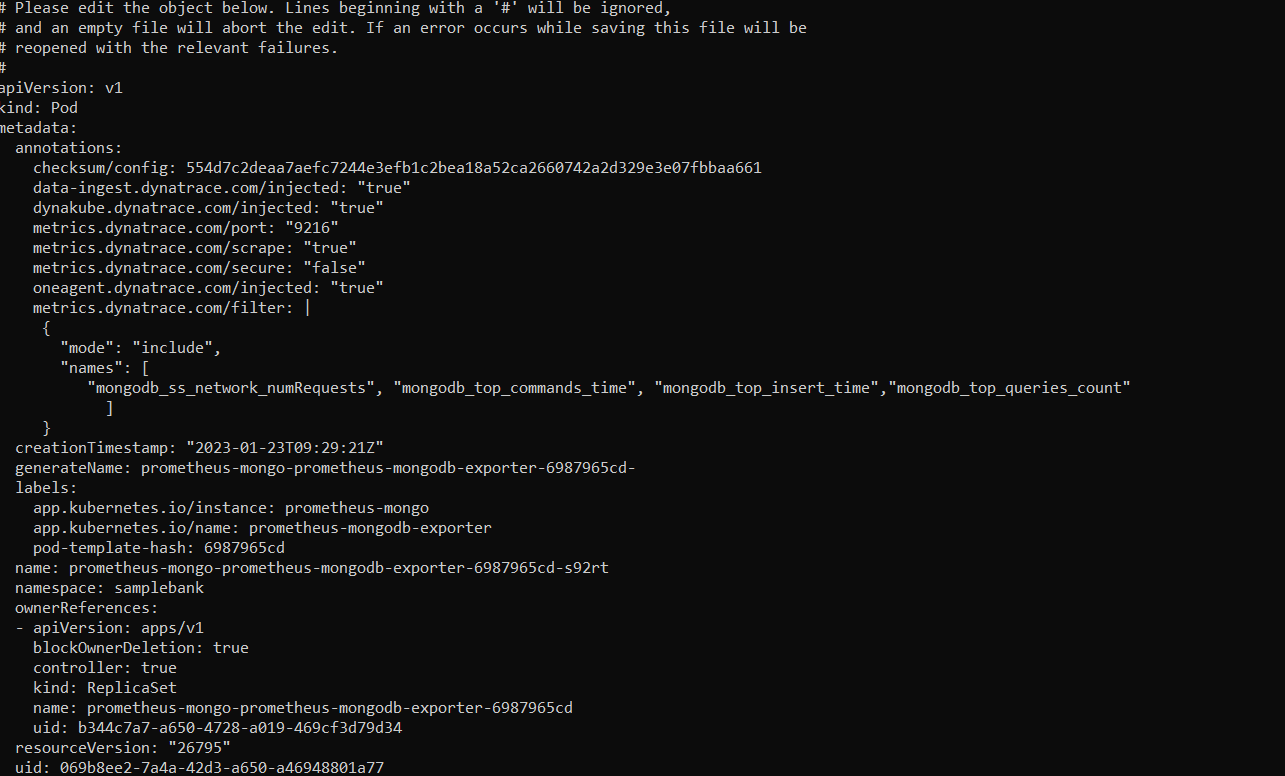 # Please edit the object below. Lines beginning with a '#' will be ignored,
# and an empty file will abort the edit. If an error occurs while saving this file will be
# reopened with the relevant failures.
#
apiVersion: v1
kind: Pod
metadata:
  annotations:
    checksum/config: 554d7c2deaa7aefc7244e3efb1c2bea18a52ca2660742a2d329e3e07fbbaa661
    data-ingest.dynatrace.com/injected: "true"
    dynakube.dynatrace.com/injected: "true"
    metrics.dynatrace.com/port: "9216"
    metrics.dynatrace.com/scrape: "true"
    metrics.dynatrace.com/secure: "false"
    oneagent.dynatrace.com/injected: "true"
    metrics.dynatrace.com/filter: |
     {
       "mode": "include",
       "names": [
          "mongodb_ss_network_numRequests", "mongodb_top_commands_time", "mongodb_top_insert_time","mongodb_top_queries_count"
            ]
     }
  creationTimestamp: "2023-01-23T09:29:21Z"
  generateName: prometheus-mongo-prometheus-mongodb-exporter-6987965cd-
  labels:
    app.kubernetes.io/instance: prometheus-mongo
    app.kubernetes.io/name: prometheus-mongodb-exporter
    pod-template-hash: 6987965cd
  name: prometheus-mongo-prometheus-mongodb-exporter-6987965cd-s92rt
  namespace: samplebank
  ownerReferences:
  - apiVersion: apps/v1
    blockOwnerDeletion: true
    controller: true
    kind: ReplicaSet
    name: prometheus-mongo-prometheus-mongodb-exporter-6987965cd
    uid: b344c7a7-a650-4728-a019-469cf3d79d34
  resourceVersion: "26795"
  uid: 069b8ee2-7a4a-42d3-a650-a46948801a77